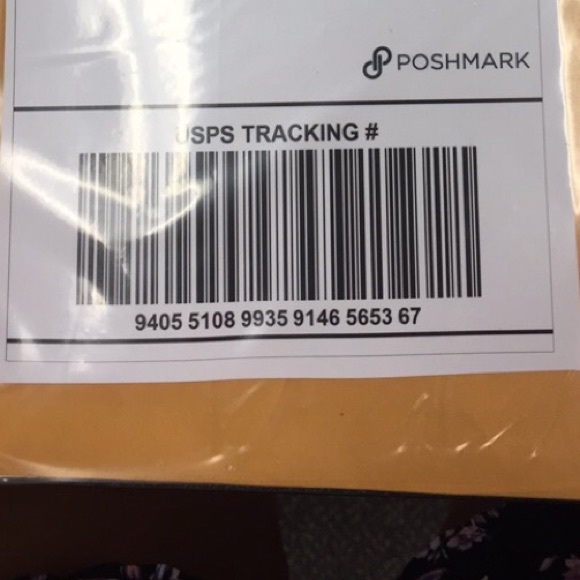 POSHMARK
USPS TRACKING #
9405 5108 9935 9146 5653 67